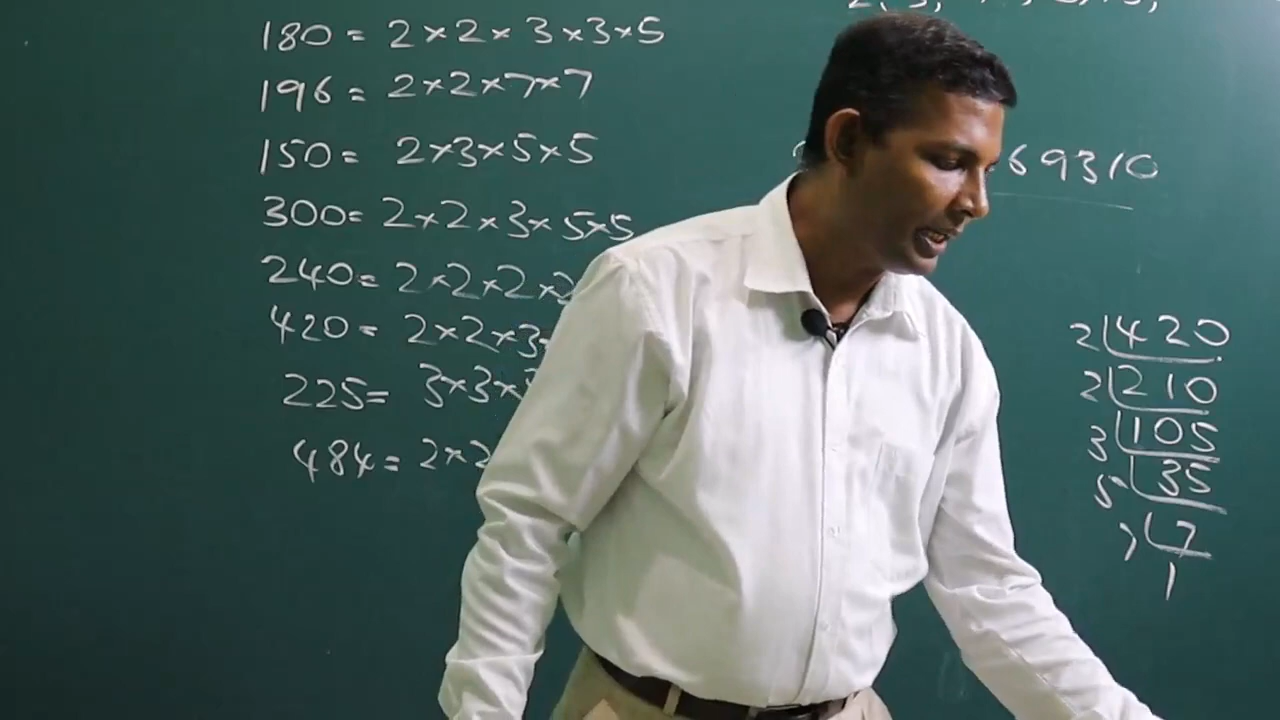 180 = 2×2×3×3×5
196 = 2×2×7×7
150 = 2×3×5×5
300 = 2×2×3×5×5
240 = 2×2×2×2
420 = 2×2×3
225 = 3×3×
484 = 2×2
69310
2 420
2 210
3 105
5 35
7 7
1